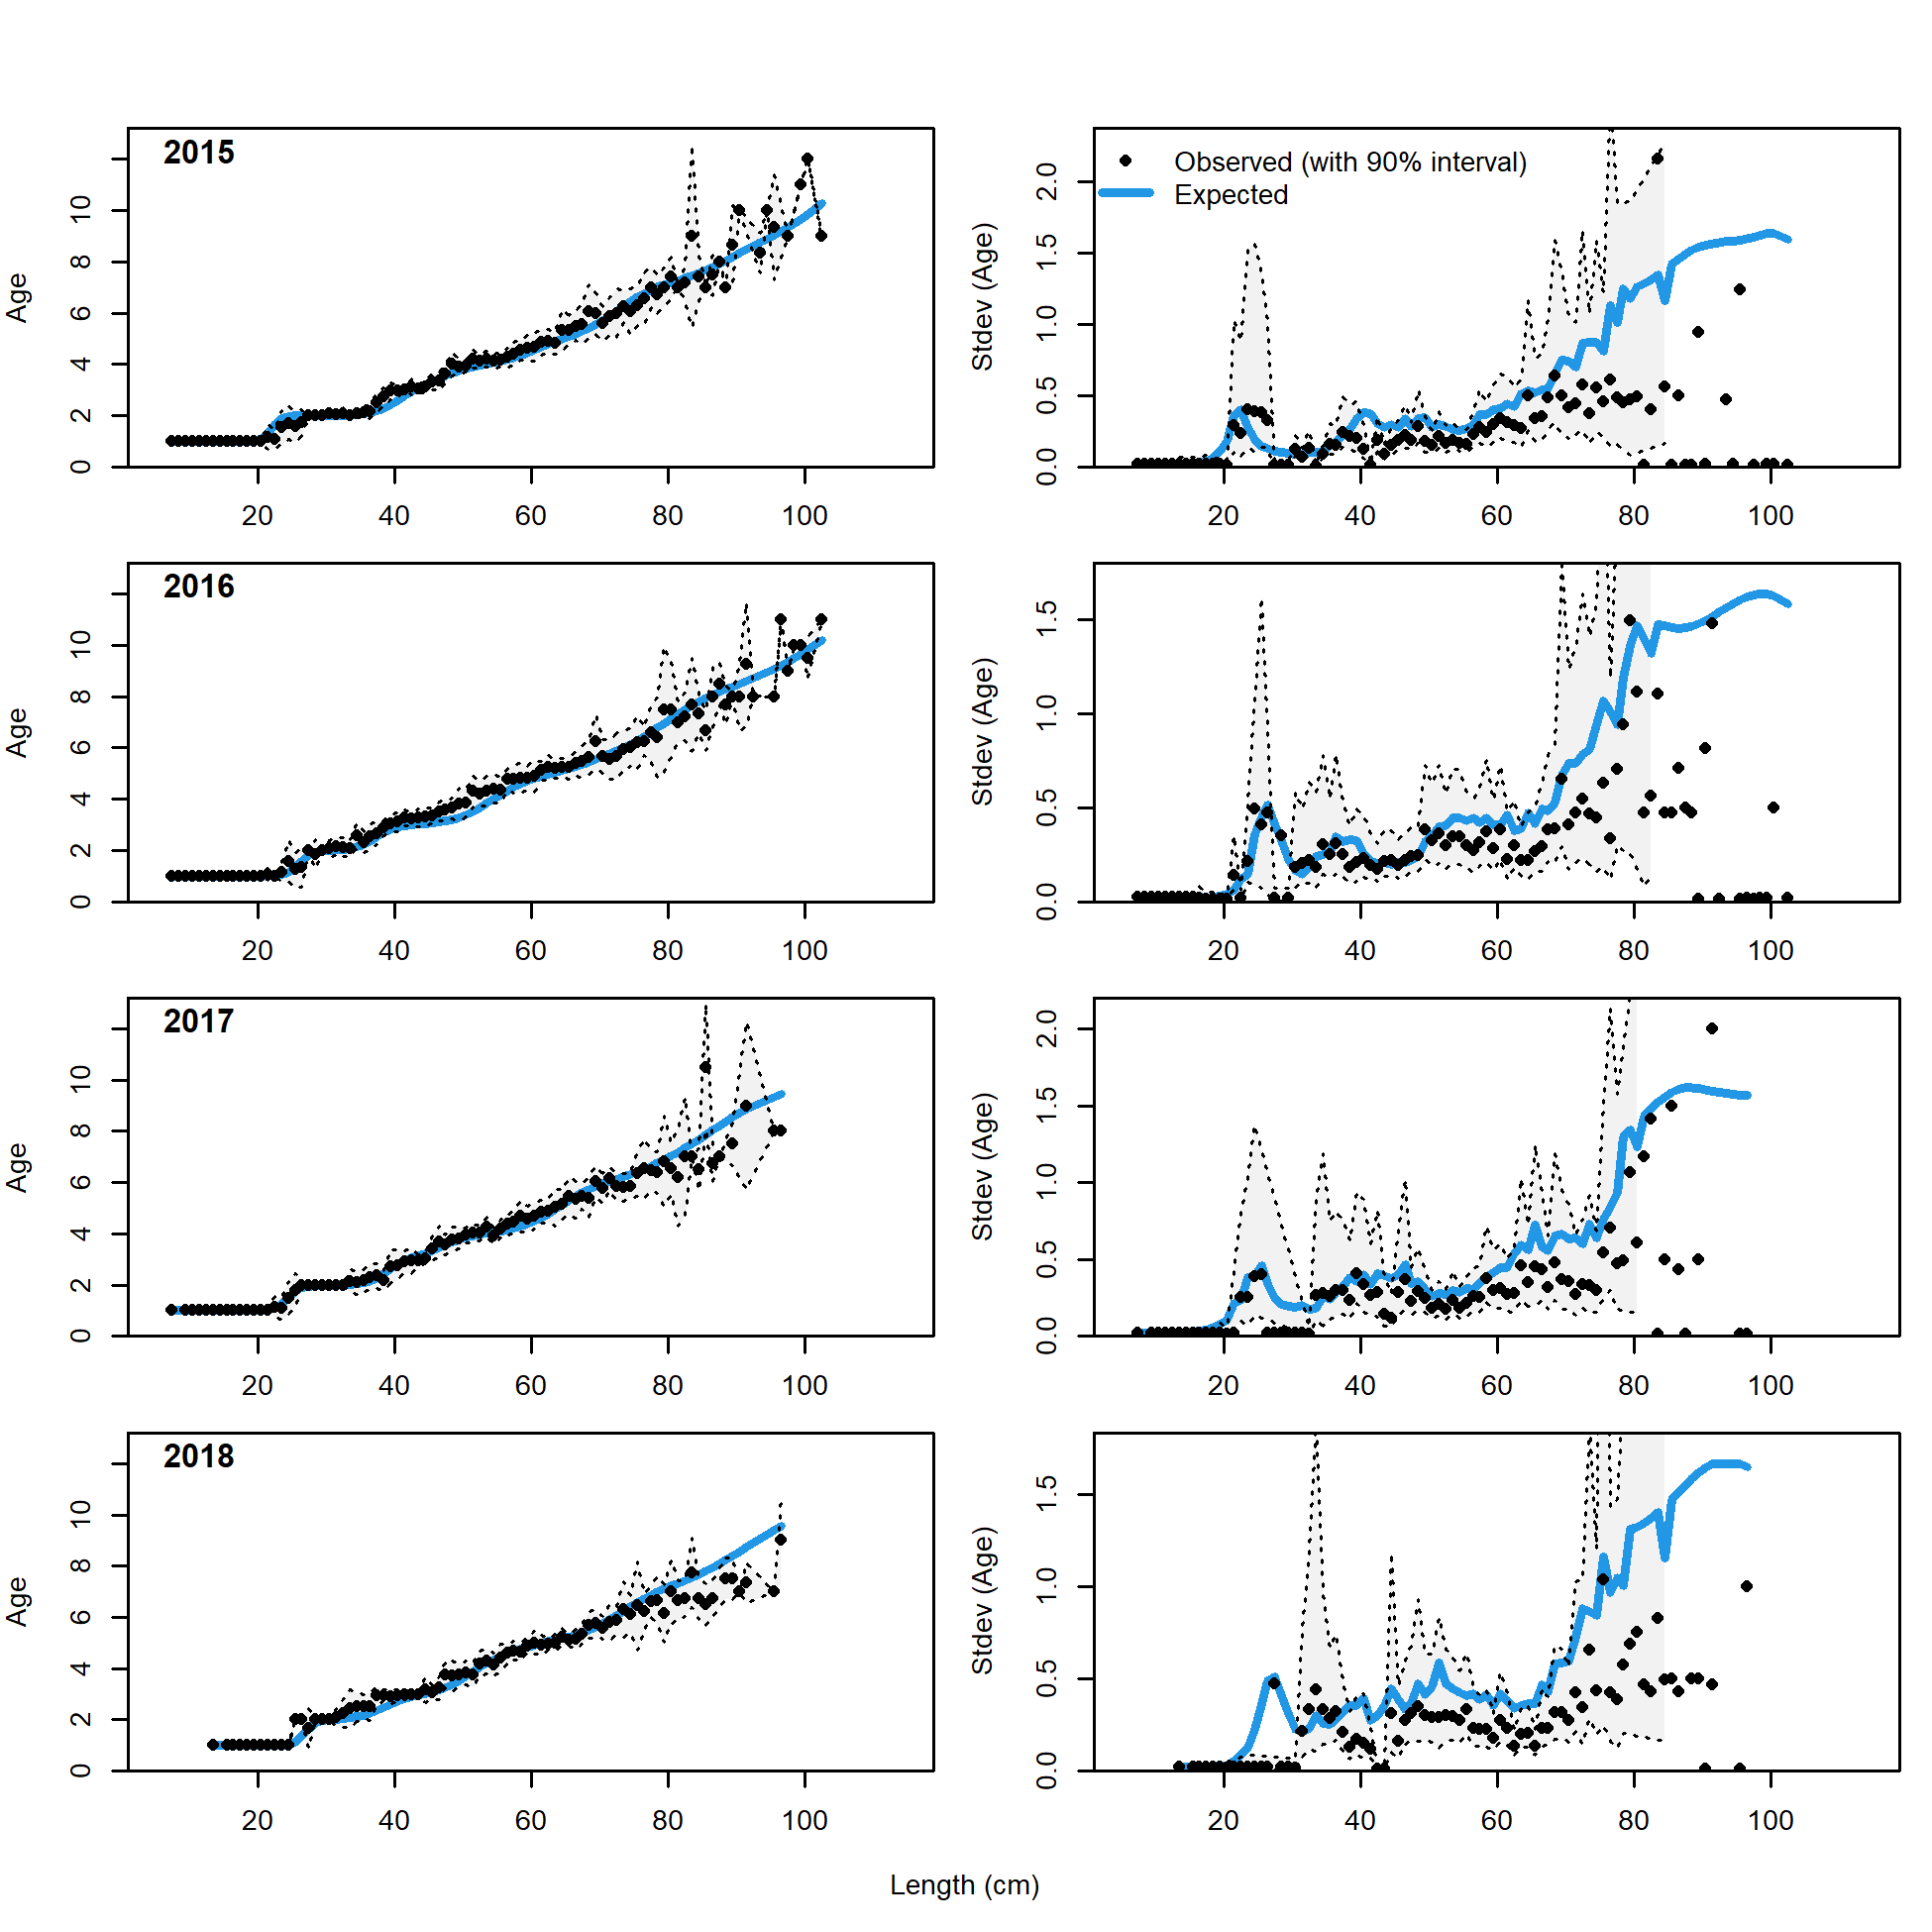 2015
Age
0 2 4 6 8 10
20 40 60 80 100
Observed (with 90% interval)
Expected
Stdev (Age)
0.0 0.5 1.0 1.5 2.0
20 40 60 80 100
2016
Age
0 2 4 6 8 10
20 40 60 80 100
Stdev (Age)
0.0 0.5 1.0 1.5
20 40 60 80 100
2017
Age
0 2 4 6 8 10
20 40 60 80 100
Stdev (Age)
0.0 0.5 1.0 1.5 2.0
20 40 60 80 100
2018
Age
0 2 4 6 8 10
20 40 60 80 100
Stdev (Age)
0.0 0.5 1.0 1.5
20 40 60 80 100
Length (cm)